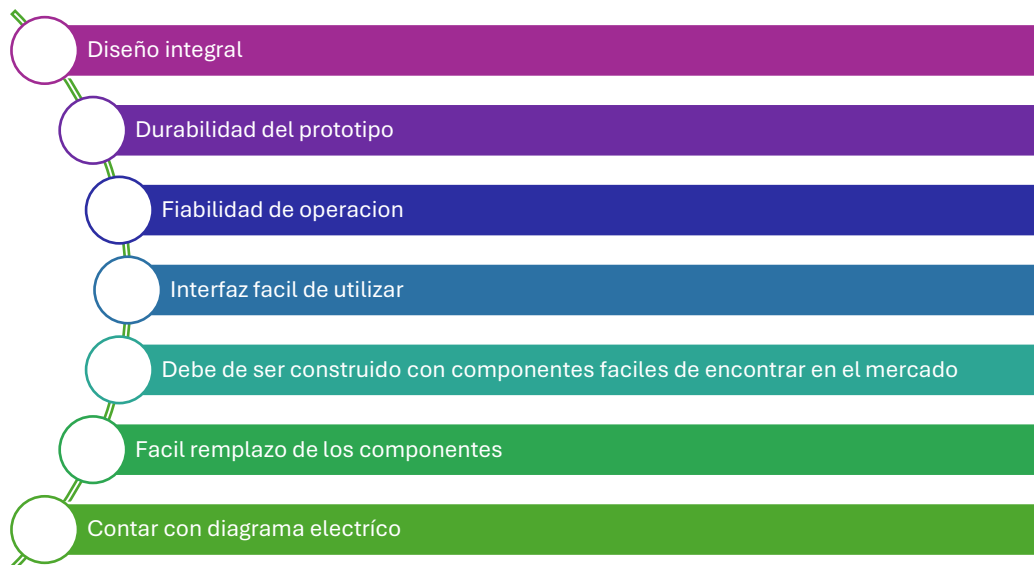 Diseño integral
Durabilidad del prototipo
Fiabilidad de operacion
Interfaz facil de utilizar
Debe de ser construido con componentes faciles de encontrar en el mercado
Facil remplazo de los componentes
Contar con diagrama electríco